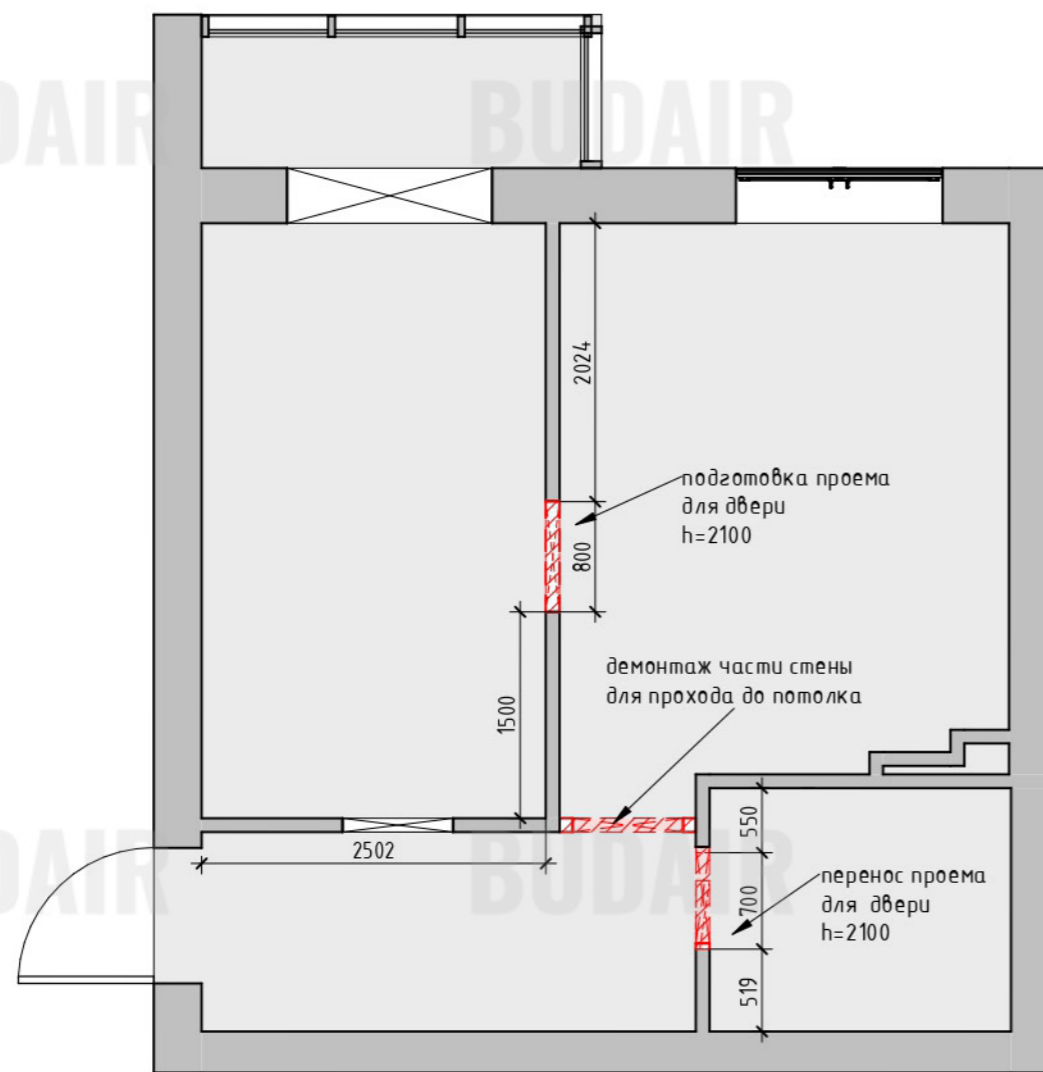 BUDAIR
DAIR
2024
подготовка проема
для двери
h=2100
800
демонтаж части стены
для прохода до потолка
1500
550
2502
BUDAIR
DAIR
перенос проема
для двери
h=2100
700
519